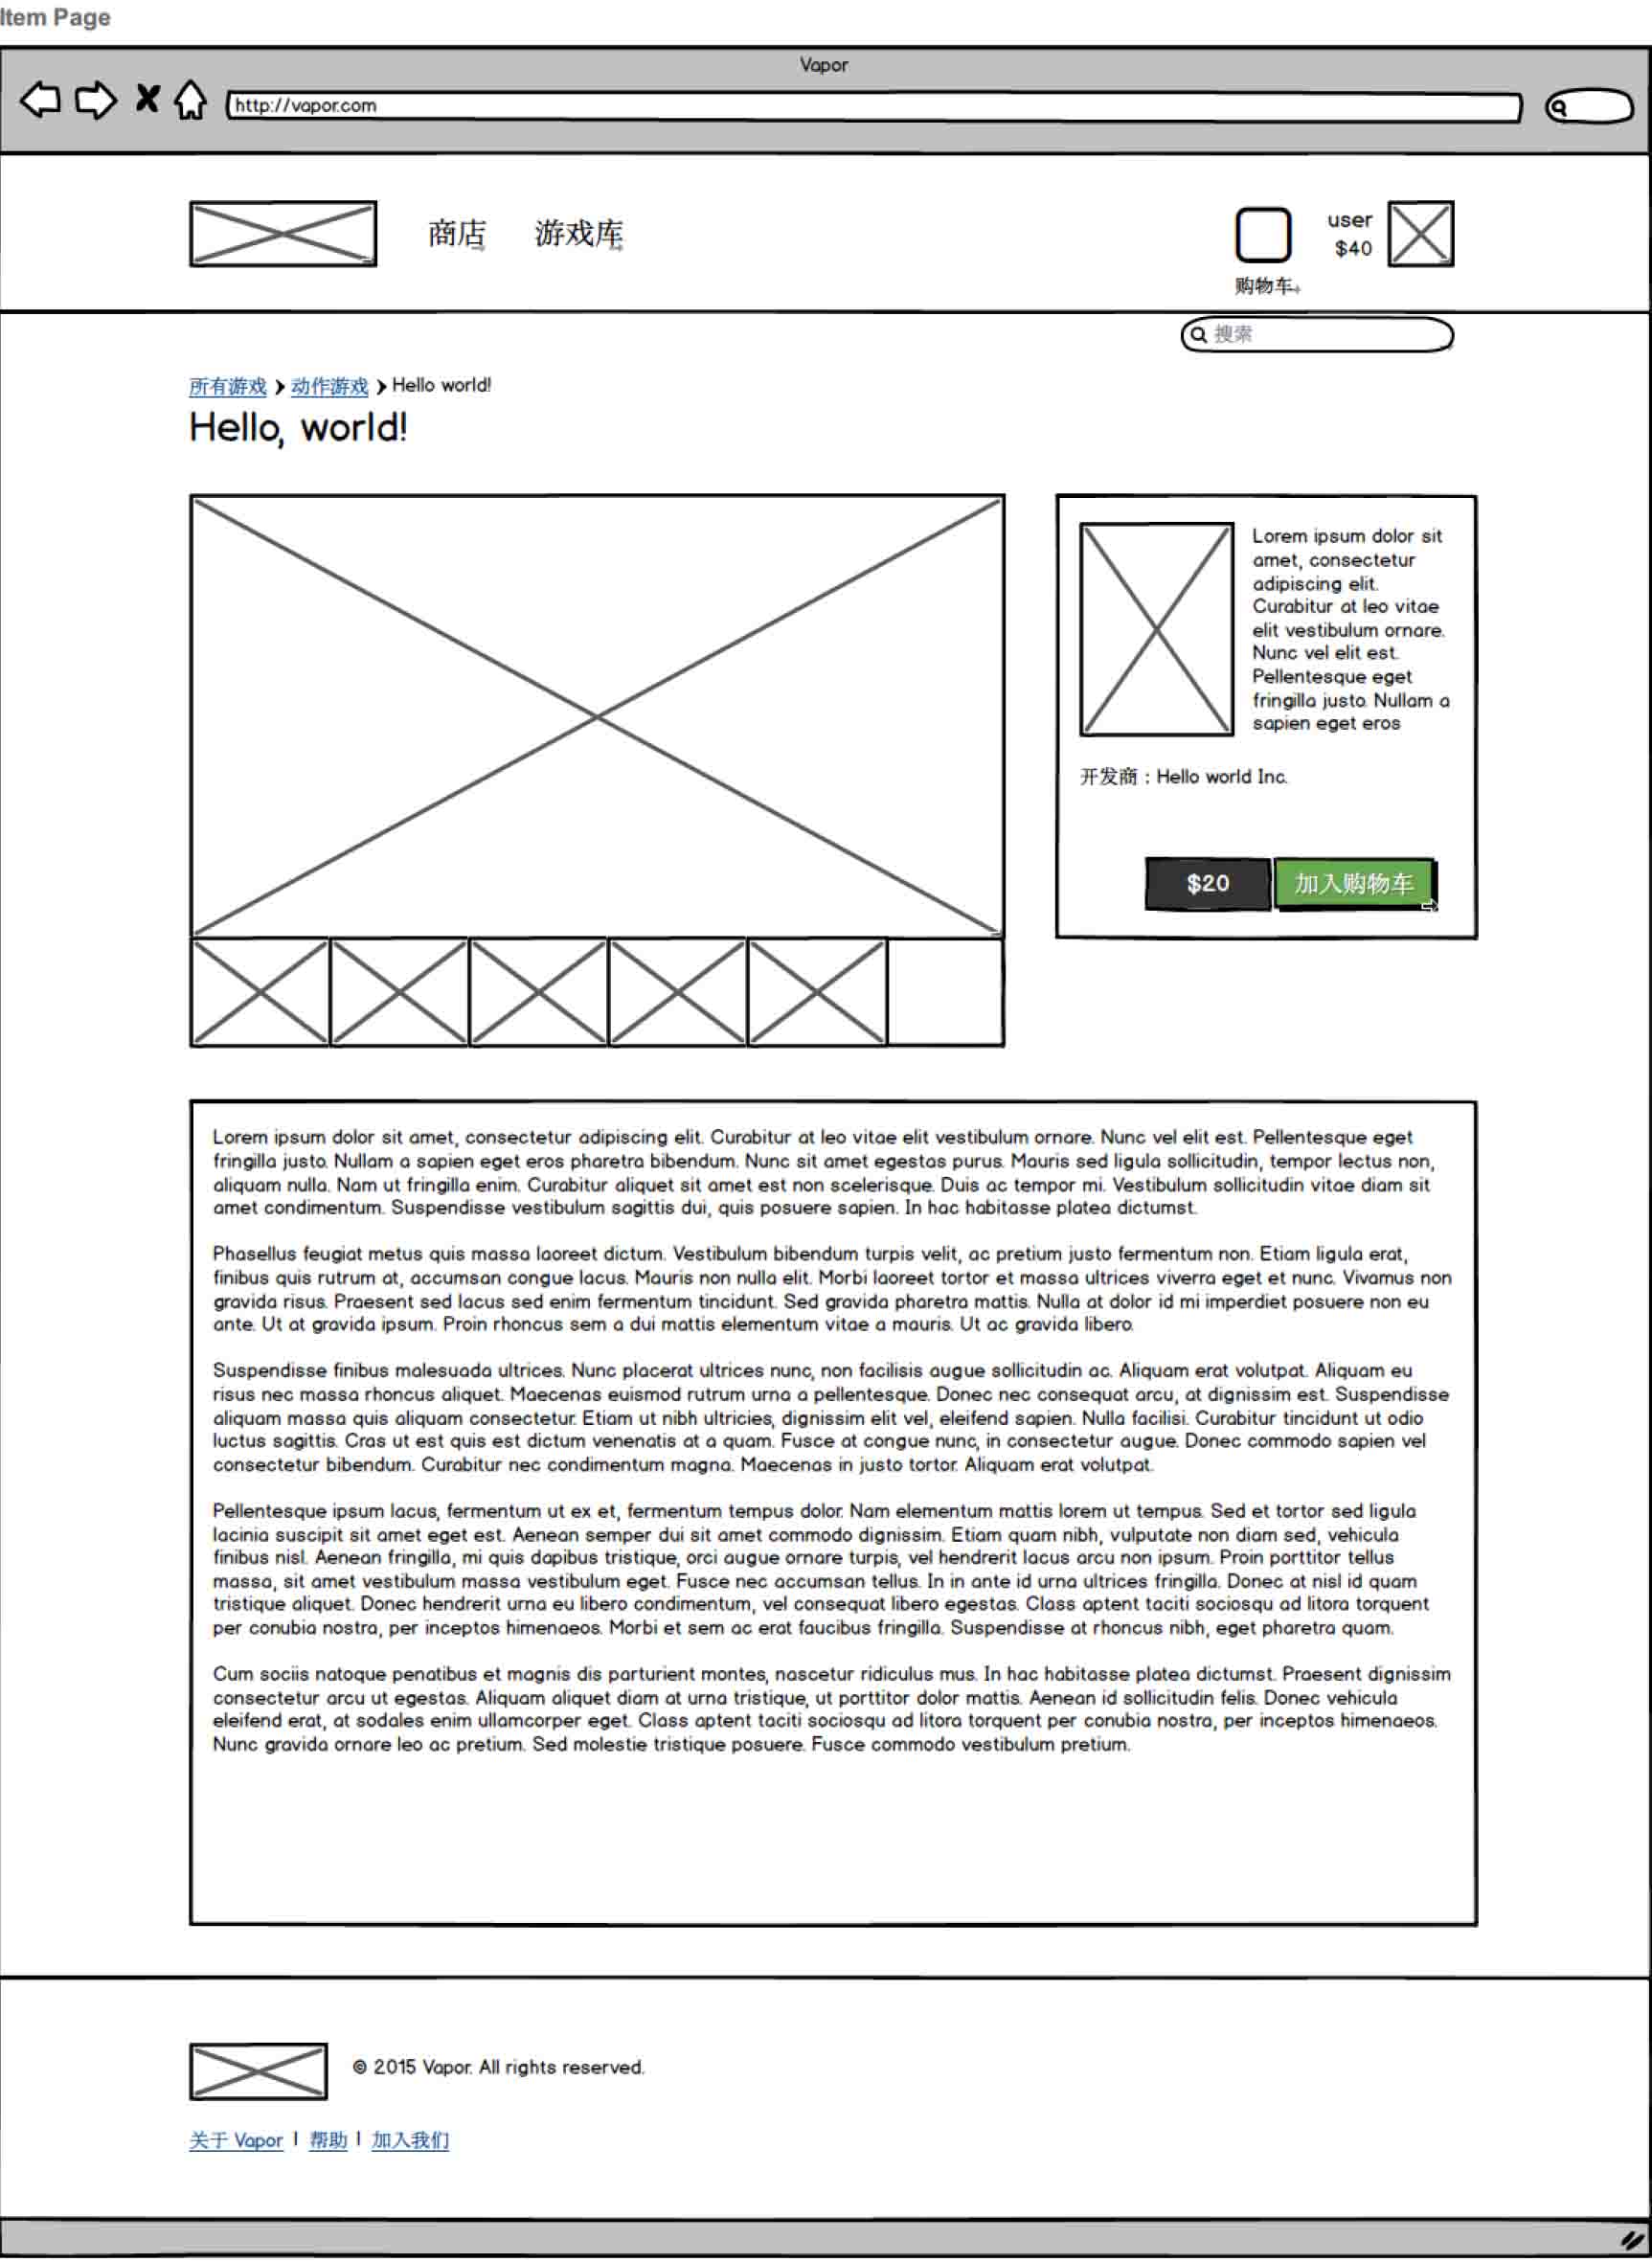 Item Page
Vapor
http://vapor.com
商店 游戏库
user
$40
购物车
搜索
所有游戏 > 动作游戏 > Hello world!
Hello, world!
Lorem ipsum dolor sit
amet, consectetur
adipiscing elit.
Curabitur at leo vitae
elit vestibulum ornare.
Nunc vel elit est.
Pellentesque eget
fringilla justo. Nullam a
sapien eget eros
开发商：Hello world Inc.
$20 加入购物车
Lorem ipsum dolor sit amet, consectetur adipiscing elit. Curabitur at leo vitae elit vestibulum ornare. Nunc vel elit est. Pellentesque eget
fringilla justo. Nullam a sapien eget eros pharetra bibendum. Nunc sit amet egestas purus. Mauris sed ligula sollicitudin, tempor lectus non,
aliquam nulla. Nam ut fringilla enim. Curabitur aliquet sit amet est non scelerisque. Duis ac tempor mi. Vestibulum sollicitudin vitae diam sit
amet condimentum. Suspendisse vestibulum sagittis dui, quis posuere sapien. In hac habitasse platea dictumst.
Phasellus feugiat metus quis massa laoreet dictum. Vestibulum bibendum turpis velit, ac pretium justo fermentum non. Etiam ligula erat,
finibus quis rutrum at, accumsan congue lacus. Mauris non nulla elit. Morbi laoreet tortor et massa ultrices viverra eget et nunc. Vivamus non
gravida risus. Praesent sed lacus sed enim fermentum tincidunt. Sed gravida pharetra mattis. Nulla at dolor id mi imperdiet posuere non eu
ante. Ut at gravida ipsum. Proin rhoncus sem a dui mattis elementum vitae a mauris. Ut ac gravida libero.
Suspendisse finibus malesuada ultrices. Nunc placerat ultrices nunc, non facilisis augue sollicitudin ac. Aliquam erat volutpat. Aliquam eu
risus nec massa rhoncus aliquet. Maecenas euismod rutrum urna a pellentesque. Donec nec consequat arcu, at dignissim est. Suspendisse
aliquam massa quis aliquam consectetur. Etiam ut nibh ultricies, dignissim elit vel, eleifend sapien. Nulla facilisi. Curabitur tincidunt ut odio
luctus sagittis. Cras ut est quis est dictum venenatis at a quam. Fusce at congue nunc, in consectetur augue. Donec commodo sapien vel
consectetur bibendum. Curabitur nec condimentum magna. Maecenas in justo tortor. Aliquam erat volutpat.
Pellentesque ipsum lacus, fermentum ut ex et, fermentum tempus dolor. Nam elementum mattis lorem ut tempus. Sed et tortor sed ligula
lacinia suscipit sit amet eget est. Aenean semper dui sit amet commodo dignissim. Etiam quam nibh, vulputate non diam sed, vehicula
finibus nisl. Aenean fringilla, mi quis dapibus tristique, orci augue ornare turpis, vel hendrerit lacus arcu non ipsum. Proin porttitor tellus
massa, sit amet vestibulum massa vestibulum eget. Fusce nec accumsan tellus. In in ante id urna ultrices fringilla. Donec at nisl id quam
tristique aliquet. Donec hendrerit urna eu libero condimentum, vel consequat libero egestas. Class aptent taciti sociosqu ad litora torquent
per conubia nostra, per inceptos himenaeos. Morbi et sem ac erat faucibus fringilla. Suspendisse at rhoncus nibh, eget pharetra quam.
Cum sociis natoque penatibus et magnis dis parturient montes, nascetur ridiculus mus. In hac habitasse platea dictumst. Praesent dignissim
consectetur arcu ut egestas. Aliquam aliquet diam at urna tristique, ut porttitor dolor mattis. Aenean id sollicitudin felis. Donec vehicula
eleifend erat, at sodales enim ullamcorper eget. Class aptent taciti sociosqu ad litora torquent per conubia nostra, per inceptos himenaeos.
Nunc gravida ornare leo ac pretium. Sed molestie tristique posuere. Fusce commodo vestibulum pretium.
© 2015 Vapor. All rights reserved.
关于 Vapor | 帮助 | 加入我们